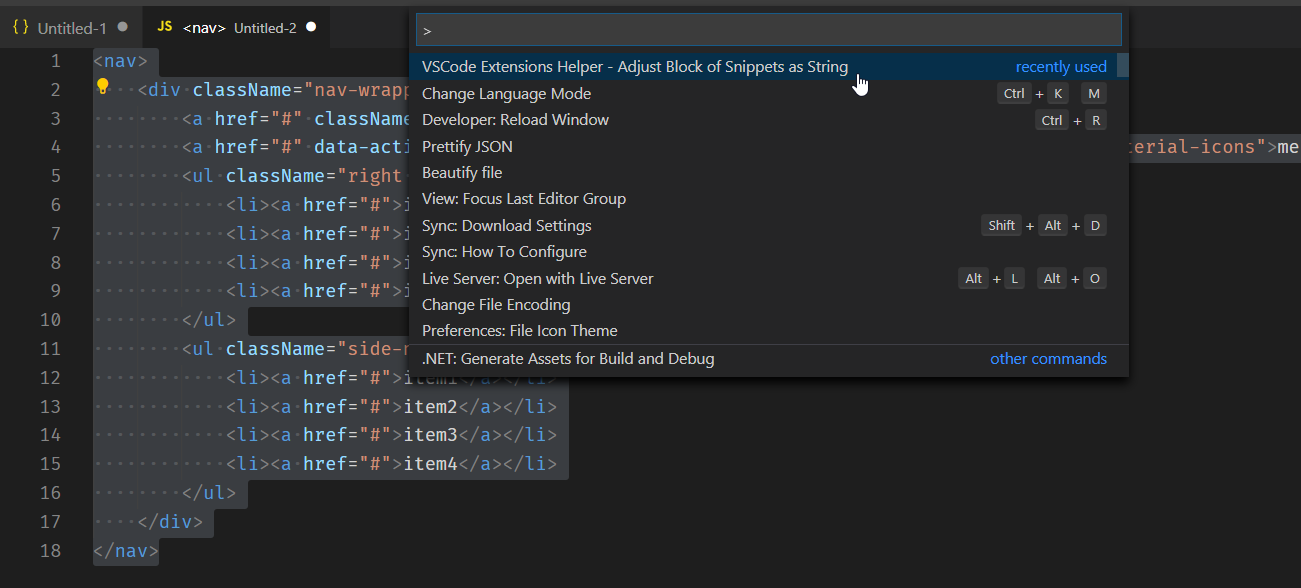 {} Untitled-1
JS <nav> Untitled-2
>
VSCode Extensions Helper - Adjust Block of Snippets as String recently used
Change Language Mode Ctrl + K M
Developer: Reload Window Ctrl + R
Prettify JSON
Beautify file
View: Focus Last Editor Group
Sync: Download Settings Shift + Alt + D
Sync: How To Configure
Live Server: Open with Live Server Alt + L Alt + O
Change File Encoding
Preferences: File Icon Theme
.NET: Generate Assets for Build and Debug other commands
1 <nav>
2 <div className="nav-wrapp
3 <a href="#" className
4 <a href="#" data-acti erial-icons">me
5 <ul className="right
6 <li><a href="#">
7 <li><a href="#">
8 <li><a href="#">
9 <li><a href="#">
10 </ul>
11 <ul className="side-
12 <li><a href="#">item1</a></li>
13 <li><a href="#">item2</a></li>
14 <li><a href="#">item3</a></li>
15 <li><a href="#">item4</a></li>
16 </ul>
17 </div>
18 </nav>